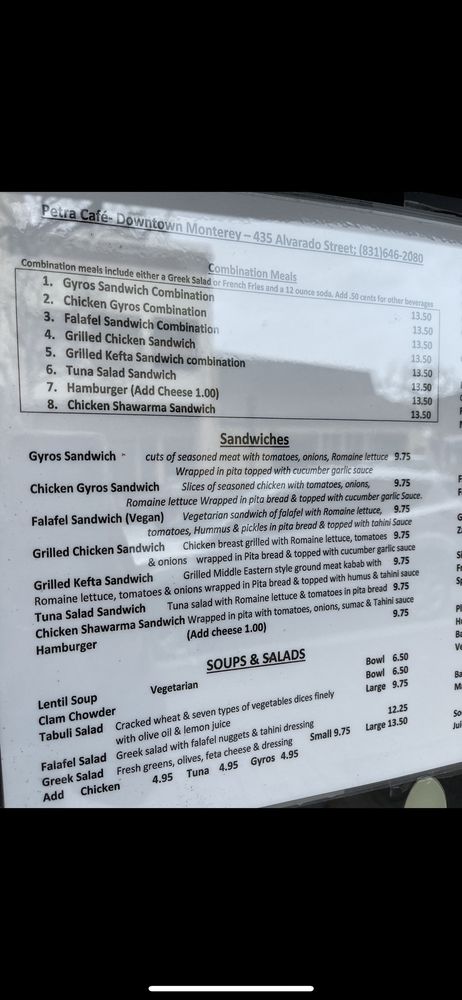 Petra Café- Downtown Monterey – 435 Alvarado Street; (831)646-2080
Combination Meals
Combination meals include either a Greek Salad or French Fries and a 12 ounce soda. Add .50 cents for other beverages
1. Gyros Sandwich Combination 13.50
2. Chicken Gyros Combination 13.50
3. Falafel Sandwich Combination 13.50
4. Grilled Chicken Sandwich 13.50
5. Grilled Kefta Sandwich combination 13.50
6. Tuna Salad Sandwich 13.50
7. Hamburger (Add Cheese 1.00) 13.50
8. Chicken Shawarma Sandwich 13.50
Sandwiches
Gyros Sandwich cuts of seasoned meat with tomatoes, onions, Romaine lettuce 9.75
Wrapped in pita topped with cucumber garlic sauce
Chicken Gyros Sandwich Slices of seasoned chicken with tomatoes, onions, 9.75
Romaine lettuce Wrapped in pita bread & topped with cucumber garlic Sauce.
Falafel Sandwich (Vegan) Vegetarian sandwich of falafel with Romaine lettuce, 9.75
tomatoes, Hummus & pickles in pita bread & topped with tahini Sauce
Grilled Chicken Sandwich Chicken breast grilled with Romaine lettuce, tomatoes 9.75
& onions wrapped in Pita bread & topped with cucumber garlic sauce
Grilled Kefta Sandwich Grilled Middle Eastern style ground meat kabab with 9.75
Romaine lettuce, tomatoes & onions wrapped in Pita bread & topped with humus & tahini sauce
Tuna Salad Sandwich Tuna salad with Romaine lettuce & tomatoes in pita bread 9.75
Chicken Shawarma Sandwich Wrapped in pita with tomatoes, onions, sumac & Tahini sauce
Hamburger (Add cheese 1.00) 9.75
SOUPS & SALADS
Lentil Soup Vegetarian Bowl 6.50
Clam Chowder Bowl 6.50
Tabuli Salad Cracked wheat & seven types of vegetables dices finely Large 9.75
with olive oil & lemon juice
Falafel Salad Greek salad with falafel nuggets & tahini dressing 12.25
Greek Salad Fresh greens, olives, feta cheese & dressing Small 9.75 Large 13.50
Add Chicken 4.95 Tuna 4.95 Gyros 4.95